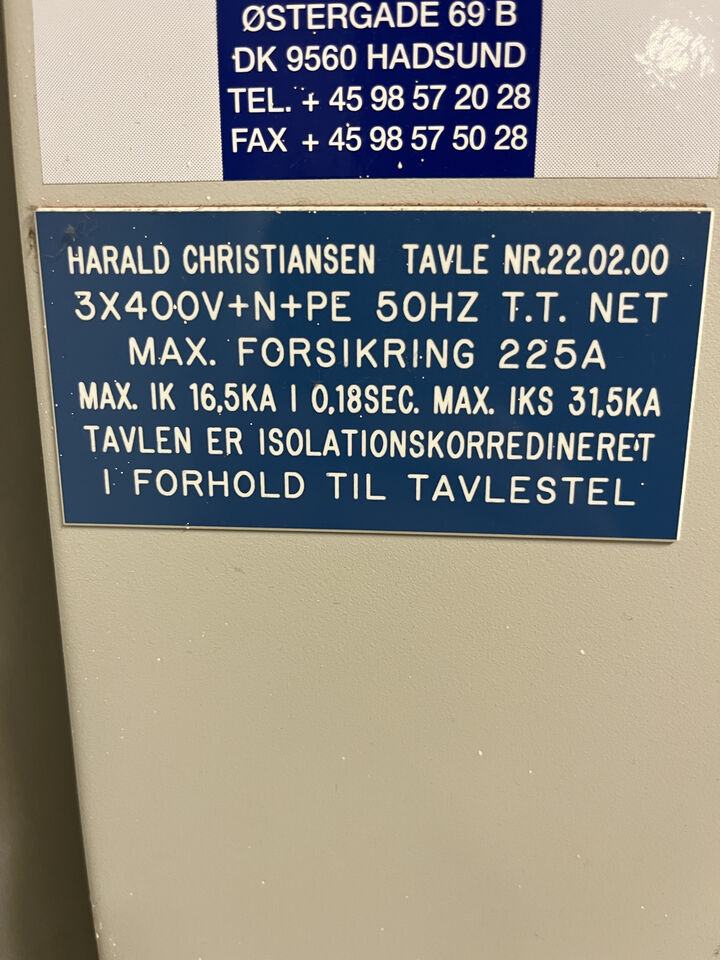 ØSTERGADE 69 B
DK 9560 HADSUND
TEL. + 45 98 57 20 28
FAX + 45 98 57 50 28
HARALD CHRISTIANSEN TAVLE NR.22.02.00
3X400V+N+PE 50HZ T.T. NET
MAX. FORSIKRING 225A
MAX. IK 16,5KA I 0,18SEC. MAX. IKS 31,5KA
TAVLEN ER ISOLATIONSKORREDINERET
I FORHOLD TIL TAVLESTEL